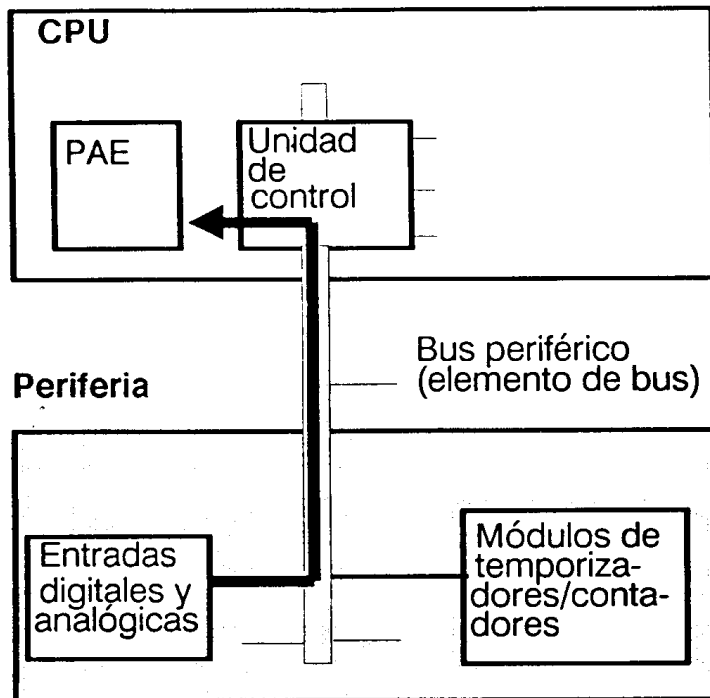 CPU
PAE
Unidad
de
control
Bus periférico
(elemento de bus)
Periferia
Entradas
digitales y
analógicas
Módulos de
temporiza-
dores/conta-
dores